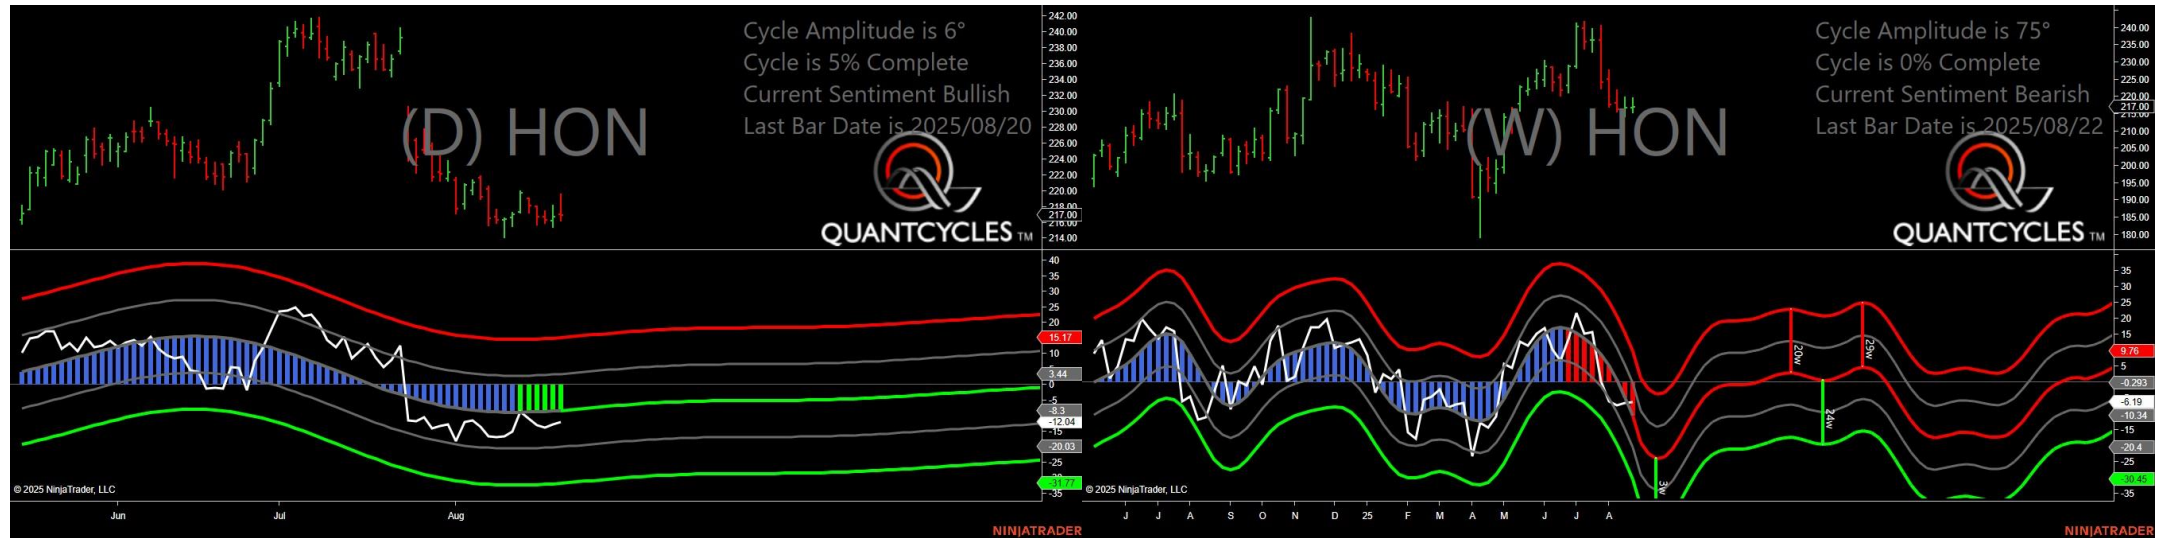 Cycle Amplitude is 6°
Cycle is 5% Complete
Current Sentiment Bullish
Last Bar Date is 2025/08/20
(D) HON
QUANTCYCLES TM
242.00
240.00
238.00
236.00
234.00
232.00
230.00
228.00
226.00
224.00
222.00
220.00
218.00
217.00
216.00
214.00
40
35
30
25
20
15.17
10
3.44
0
-5
-8.3
-12.04
-15
-20.03
-25
-31.77
-35
© 2025 NinjaTrader, LLC
Jun
Jul
Aug
NINJATRADER
Cycle Amplitude is 75°
Cycle is 0% Complete
Current Sentiment Bearish
Last Bar Date is 2025/08/22
(W) HON
QUANTCYCLES TM
240.00
235.00
230.00
225.00
220.00
217.00
215.00
210.00
205.00
200.00
195.00
190.00
185.00
180.00
35
30
25
20
15
9.76
5
-0.293
-6.19
-10.34
-15
-20.4
-25
-30.45
-35
20w
29w
24w
3w
© 2025 NinjaTrader, LLC
J
J
A
S
O
N
D
25
F
M
A
M
J
J
A
NINJATRADER